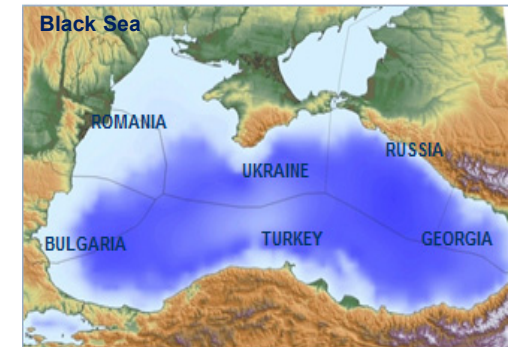 Black Sea
ROMANIA
RUSSIA
UKRAINE
BULGARIA
TURKEY
GEORGIA